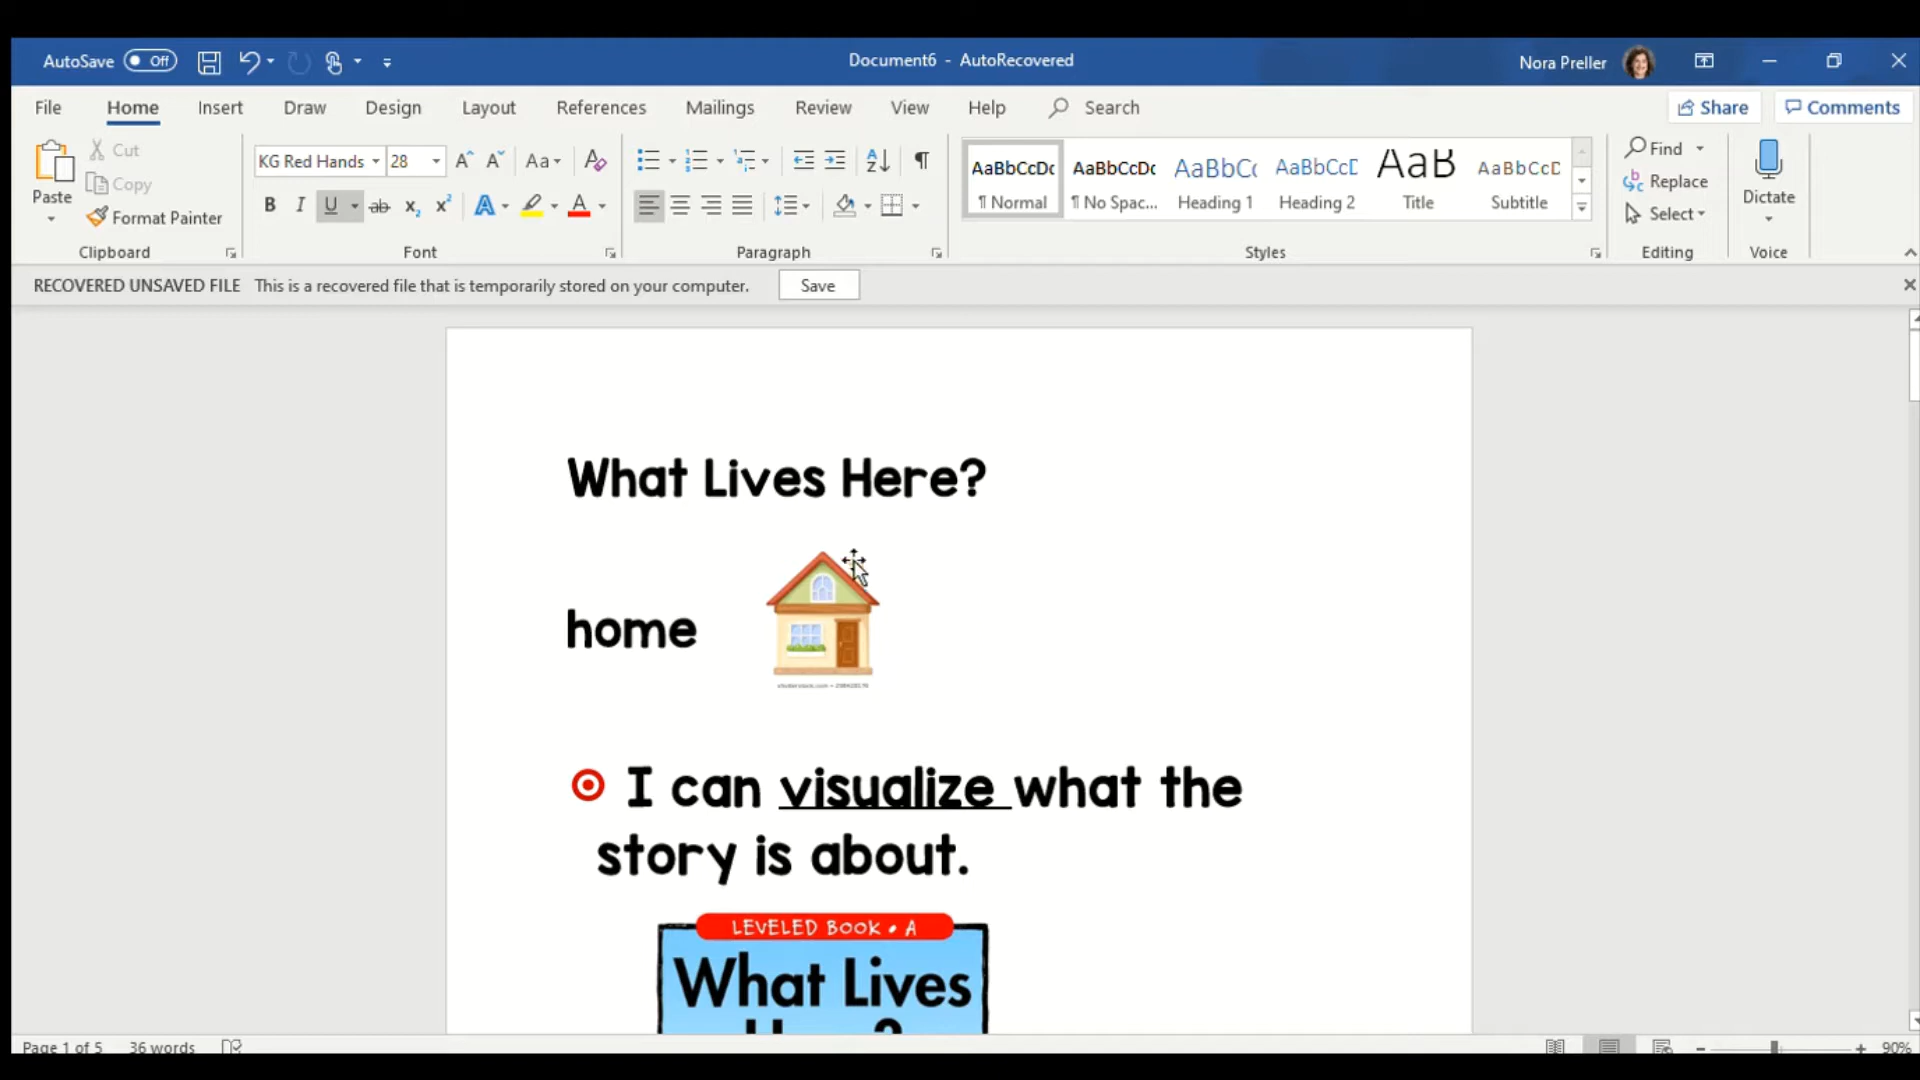 AutoSave Off
Document6 - AutoRecovered
Nora Preller
File Home Insert Draw Design Layout References Mailings Review View Help Search
Share Comments
Paste
Cut
Copy
Format Painter
Clipboard
KG Red Hands 28
Font
Paragraph
AaBbCcDc AaBbCcDc AaBbCc AaBbCcD AaB AaBbCcD
¶ Normal ¶ No Spac... Heading 1 Heading 2 Title Subtitle
Styles
Find
Replace
Select
Editing
Dictate
Voice
RECOVERED UNSAVED FILE This is a recovered file that is temporarily stored on your computer. Save
What Lives Here?
home
I can visualize what the
story is about.
LEVELED BOOK • A
What Lives
Here?
Page 1 of 5 36 words
90%